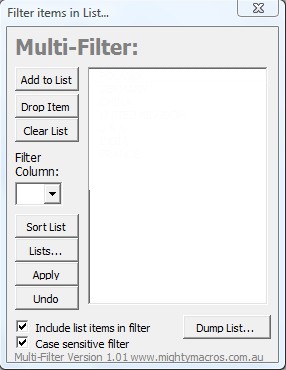 Filter items in List...
Multi-Filter:
Add to List
Drop Item
Clear List
Filter
Column:
Sort List
Lists...
Apply
Undo
Include list items in filter
Dump List...
Case sensitive filter
Multi-Filter Version 1.01 www.mightymacros.com.au